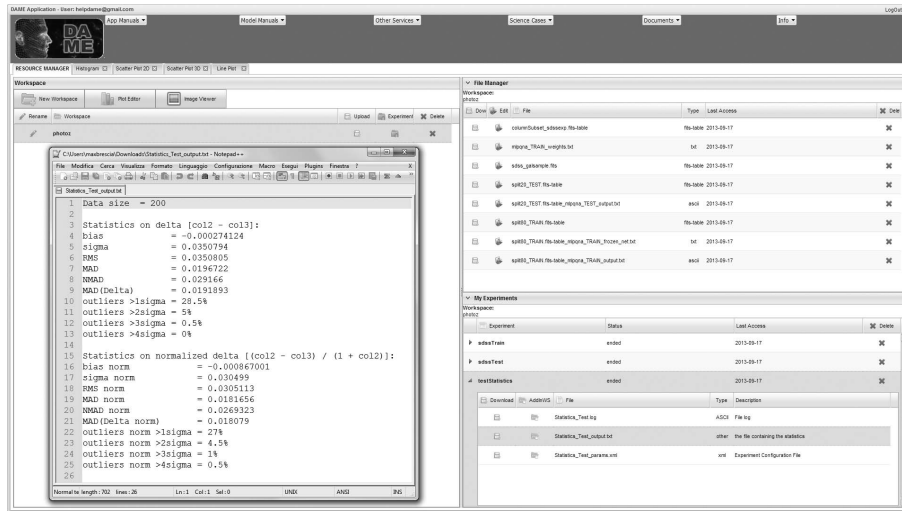 DAME Application - User: helpdame@gmail.com
LogOut
DA
ME
App Manuals
Model Manuals
Other Services
Science Cases
Documents
Info
RESOURCE MANAGER
Histogram
Scatter Plot 2D
Scatter Plot 3D
Line Plot
Workspace
New Workspace
Plot Editor
Image Viewer
Rename Workspace Upload Experiment Delete
photoz
C:\Users\maxbrescia\Downloads\Statistics_Test_output.txt - Notepad++
File Modifica Cerca Visualizza Formato Linguaggio Configurazione Macro Esegui Plugins Finestra ? X
Statistics_Test_output.txt
1 Data size = 200
2
3 Statistics on delta [col2 - col3]:
4 bias = -0.000274124
5 sigma = 0.0350794
6 RMS = 0.0350805
7 MAD = 0.0196722
8 NMAD = 0.029166
9 MAD(Delta) = 0.0191893
10 outliers >1sigma = 28.5%
11 outliers >2sigma = 5%
12 outliers >3sigma = 0.5%
13 outliers >4sigma = 0%
14
15 Statistics on normalized delta [(col2 - col3) / (1 + col2)]:
16 bias norm = -0.000867001
17 sigma norm = 0.030499
18 RMS norm = 0.0305113
19 MAD norm = 0.0181656
20 NMAD norm = 0.0269323
21 MAD(Delta norm) = 0.018079
22 outliers norm >1sigma = 27%
23 outliers norm >2sigma = 4.5%
24 outliers norm >3sigma = 1%
25 outliers norm >4sigma = 0.5%
26
Normal te length : 702 lines : 26 Ln : 1 Col : 1 Sel : 0 UNIX ANSI INS
File Manager
Workspace:
photoz
Dow Edit File Type Last Access Dele
columnSubset_sdssexp.fits-table fits-table 2013-09-17
mlpqna_TRAIN_weights.txt txt 2013-09-17
sdss_galsample.fits fits-table 2013-09-17
split20_TEST.fits-table fits-table 2013-09-17
split20_TEST.fits-table_mlpqna_TEST_output.txt ascii 2013-09-17
split80_TRAIN.fits-table fits-table 2013-09-17
split80_TRAIN.fits-table_mlpqna_TRAIN_frozen_net.txt txt 2013-09-17
split80_TRAIN.fits-table_mlpqna_TRAIN_output.txt ascii 2013-09-17
My Experiments
Workspace:
photoz
Experiment Status Last Access Delete
sdssTrain ended 2013-09-17
sdssTest ended 2013-09-17
testStatistics ended 2013-09-17
Download AddInWS File Type Description
Statistics_Test.log ASCII File log
Statistics_Test_output.txt other the file containing the statistics
Statistics_Test_params.xml xml Experiment Configuration File